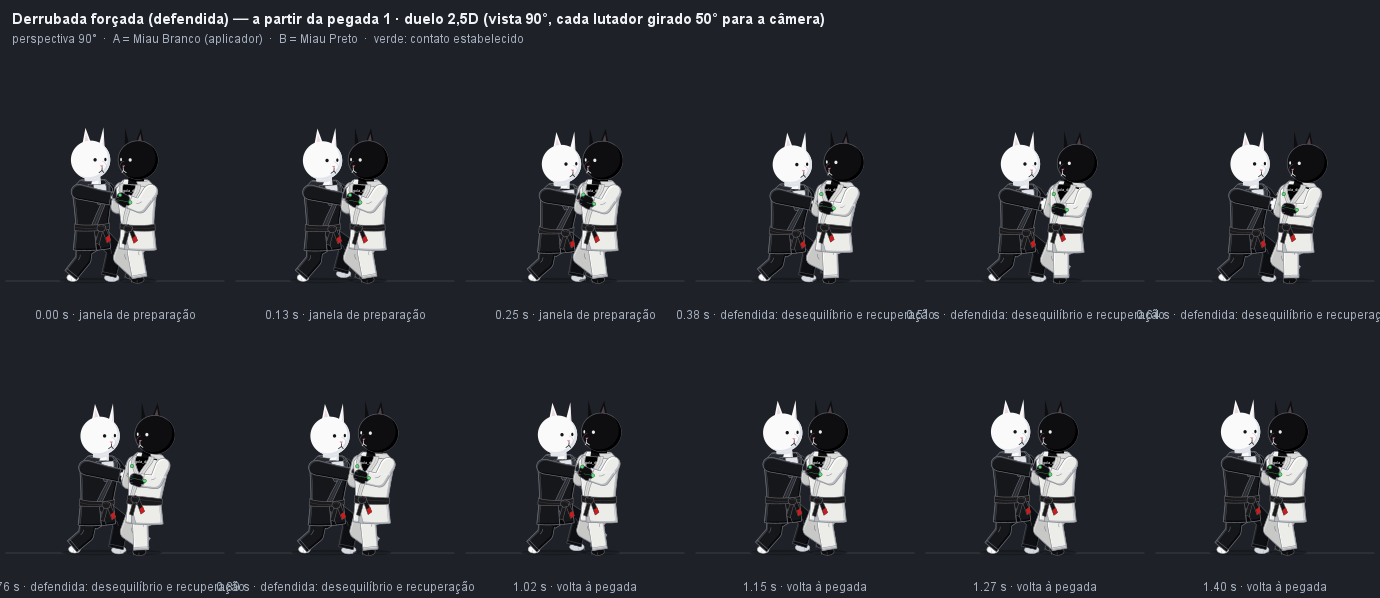 Derrubada forçada (defendida) — a partir da pegada 1 · duelo 2,5D (vista 90°, cada lutador girado 50° para a câmera)
perspectiva 90° · A = Miau Branco (aplicador) · B = Miau Preto · verde: contato estabelecido
0.00 s · janela de preparação
0.13 s · janela de preparação
0.25 s · janela de preparação
0.38 s · defendida: desequilíbrio e recuperação
s · defendida: desequilíbrio e recuperação
s · defendida: desequilíbrio e recuperaç
76 s · defendida: desequilíbrio e recuperação
s · defendida: desequilíbrio e recuperação
1.02 s · volta à pegada
1.15 s · volta à pegada
1.27 s · volta à pegada
1.40 s · volta à pegada